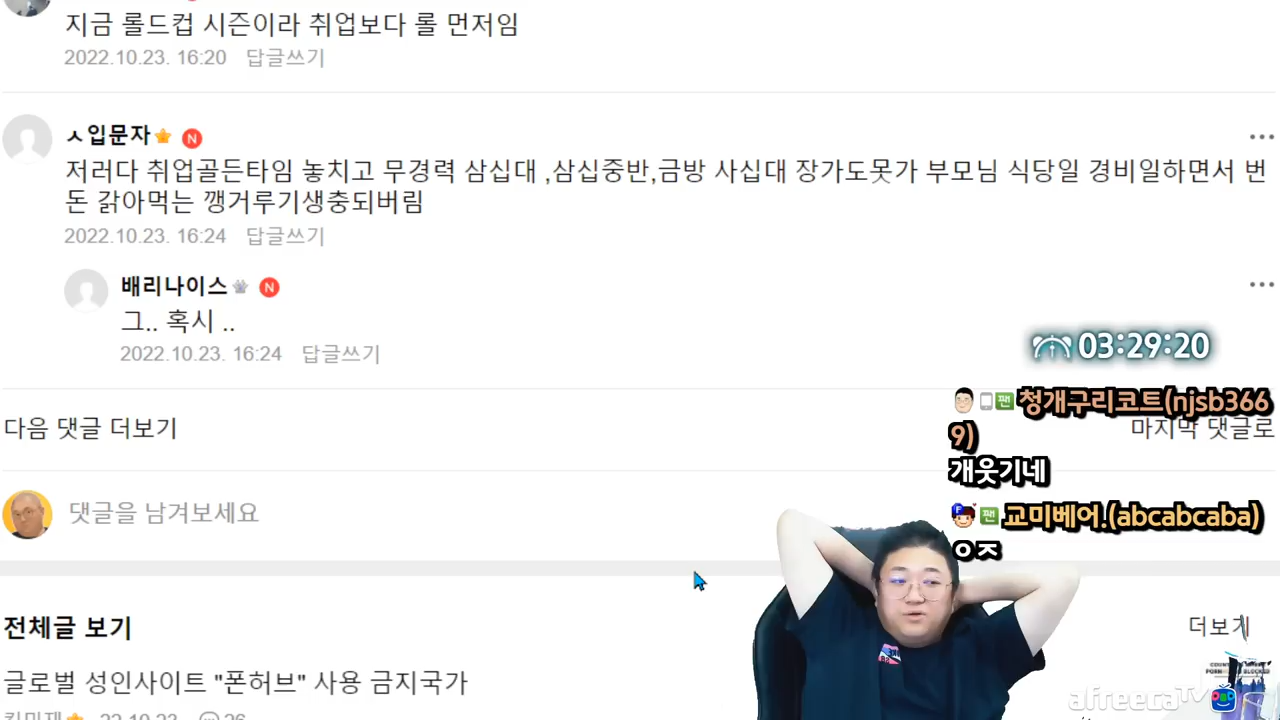 지금 롤드컵 시즌이라 취업보다 롤 먼저임
2022.10.23. 16:20 답글쓰기
ㅅ입문자 N
저러다 취업골든타임 놓치고 무경력 삼십대 ,삼십중반,금방 사십대 장가도못가 부모님 식당일 경비일하면서 번
돈 갉아먹는 깽거루기생충되버림
2022.10.23. 16:24 답글쓰기
배리나이스 N
그.. 혹시 ..
2022.10.23. 16:24 답글쓰기
03:29:20
팬 청개구리코트(njsb366
9)
개웃기네
다음 댓글 더보기
마지막 댓글로
팬 교미베어.(abcabcaba)
ㅇㅈ
댓글을 남겨보세요
전체글 보기
더보기
글로벌 성인사이트 "폰허브" 사용 금지국가
22.10.23
26
afreecaTV